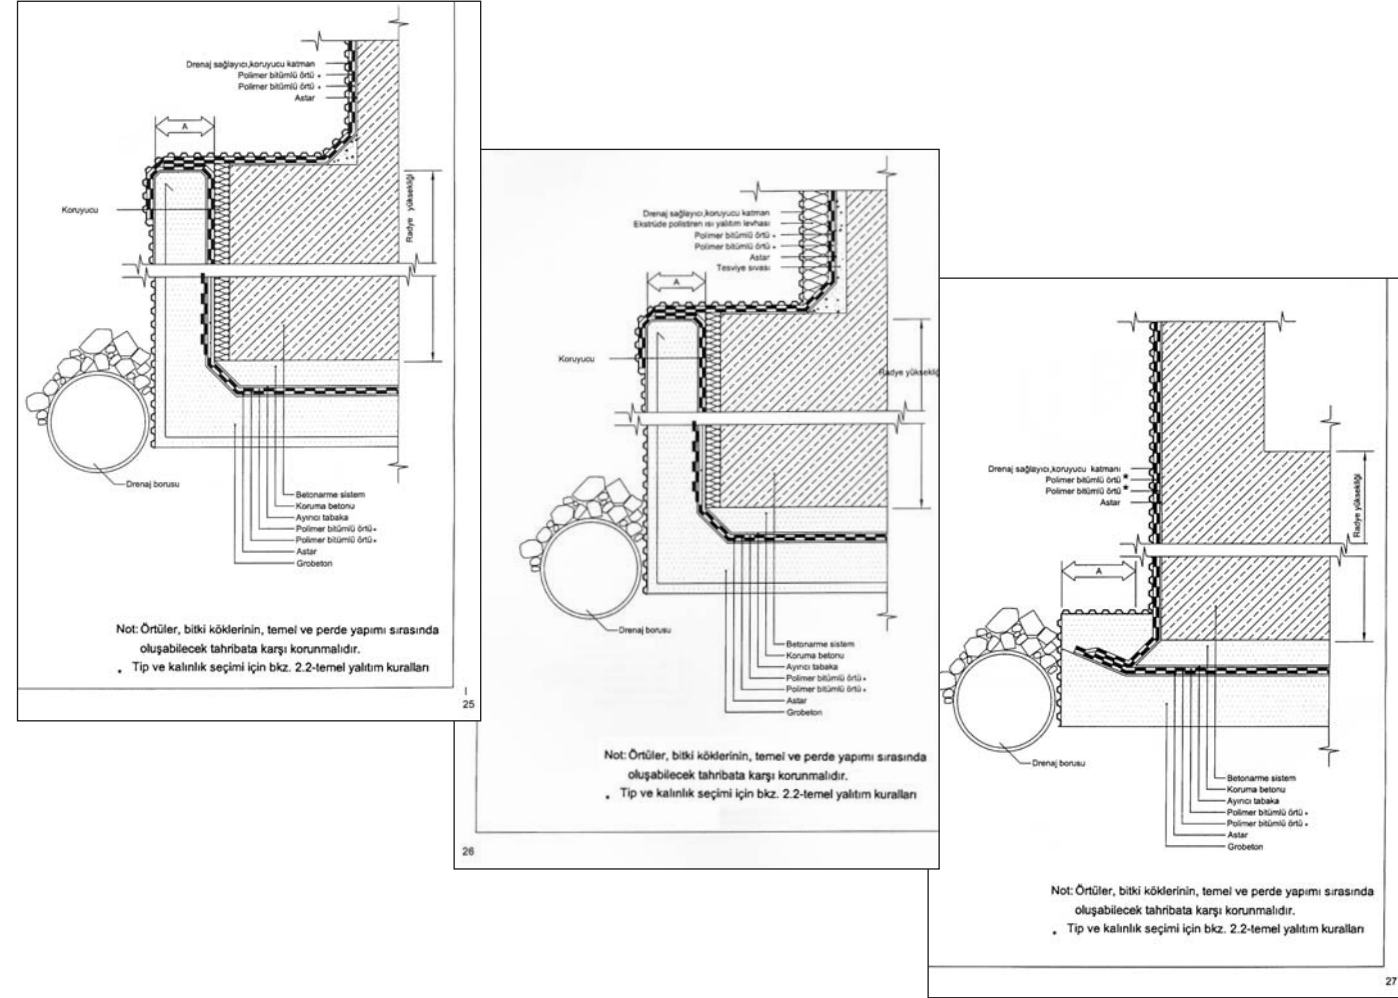 Drenaj sağlayıcı,koruyucu katman
Polimer bitümlü örtü *
Polimer bitümlü örtü *
Astar
A
Koruyucu
Radye yüksekliği
Drenaj borusu
Betonarme sistem
Koruma betonu
Ayırıcı tabaka
Polimer bitümlü örtü *
Polimer bitümlü örtü *
Astar
Grobeton
Not: Örtüler, bitki köklerinin, temel ve perde yapımı sırasında
oluşabilecek tahribata karşı korunmalıdır.
* Tip ve kalınlık seçimi için bkz. 2.2-temel yalıtım kuralları
25
Drenaj sağlayıcı,koruyucu katman
Ekstrüde polistiren ısı yalıtım levhası
Polimer bitümlü örtü *
Polimer bitümlü örtü *
Astar
Tesviye sıvası
A
Koruyucu
Radye yüksekliğ
Drenaj borusu
Betonarme sistem
Koruma betonu
Ayırıcı tabaka
Polimer bitümlü örtü *
Polimer bitümlü örtü *
Astar
Grobeton
Not: Örtüler, bitki köklerinin, temel ve perde yapımı sırasında
oluşabilecek tahribata karşı korunmalıdır.
* Tip ve kalınlık seçimi için bkz. 2.2-temel yalıtım kuralları
26
Drenaj sağlayıcı,koruyucu katmanı
Polimer bitümlü örtü *
Polimer bitümlü örtü *
Astar
Radye yüksekliği
A
Drenaj borusu
Betonarme sistem
Koruma betonu
Ayırıcı tabaka
Polimer bitümlü örtü *
Polimer bitümlü örtü *
Astar
Grobeton
Not: Örtüler, bitki köklerinin, temel ve perde yapımı sırasında
oluşabilecek tahribata karşı korunmalıdır.
* Tip ve kalınlık seçimi için bkz. 2.2-temel yalıtım kuralları
27